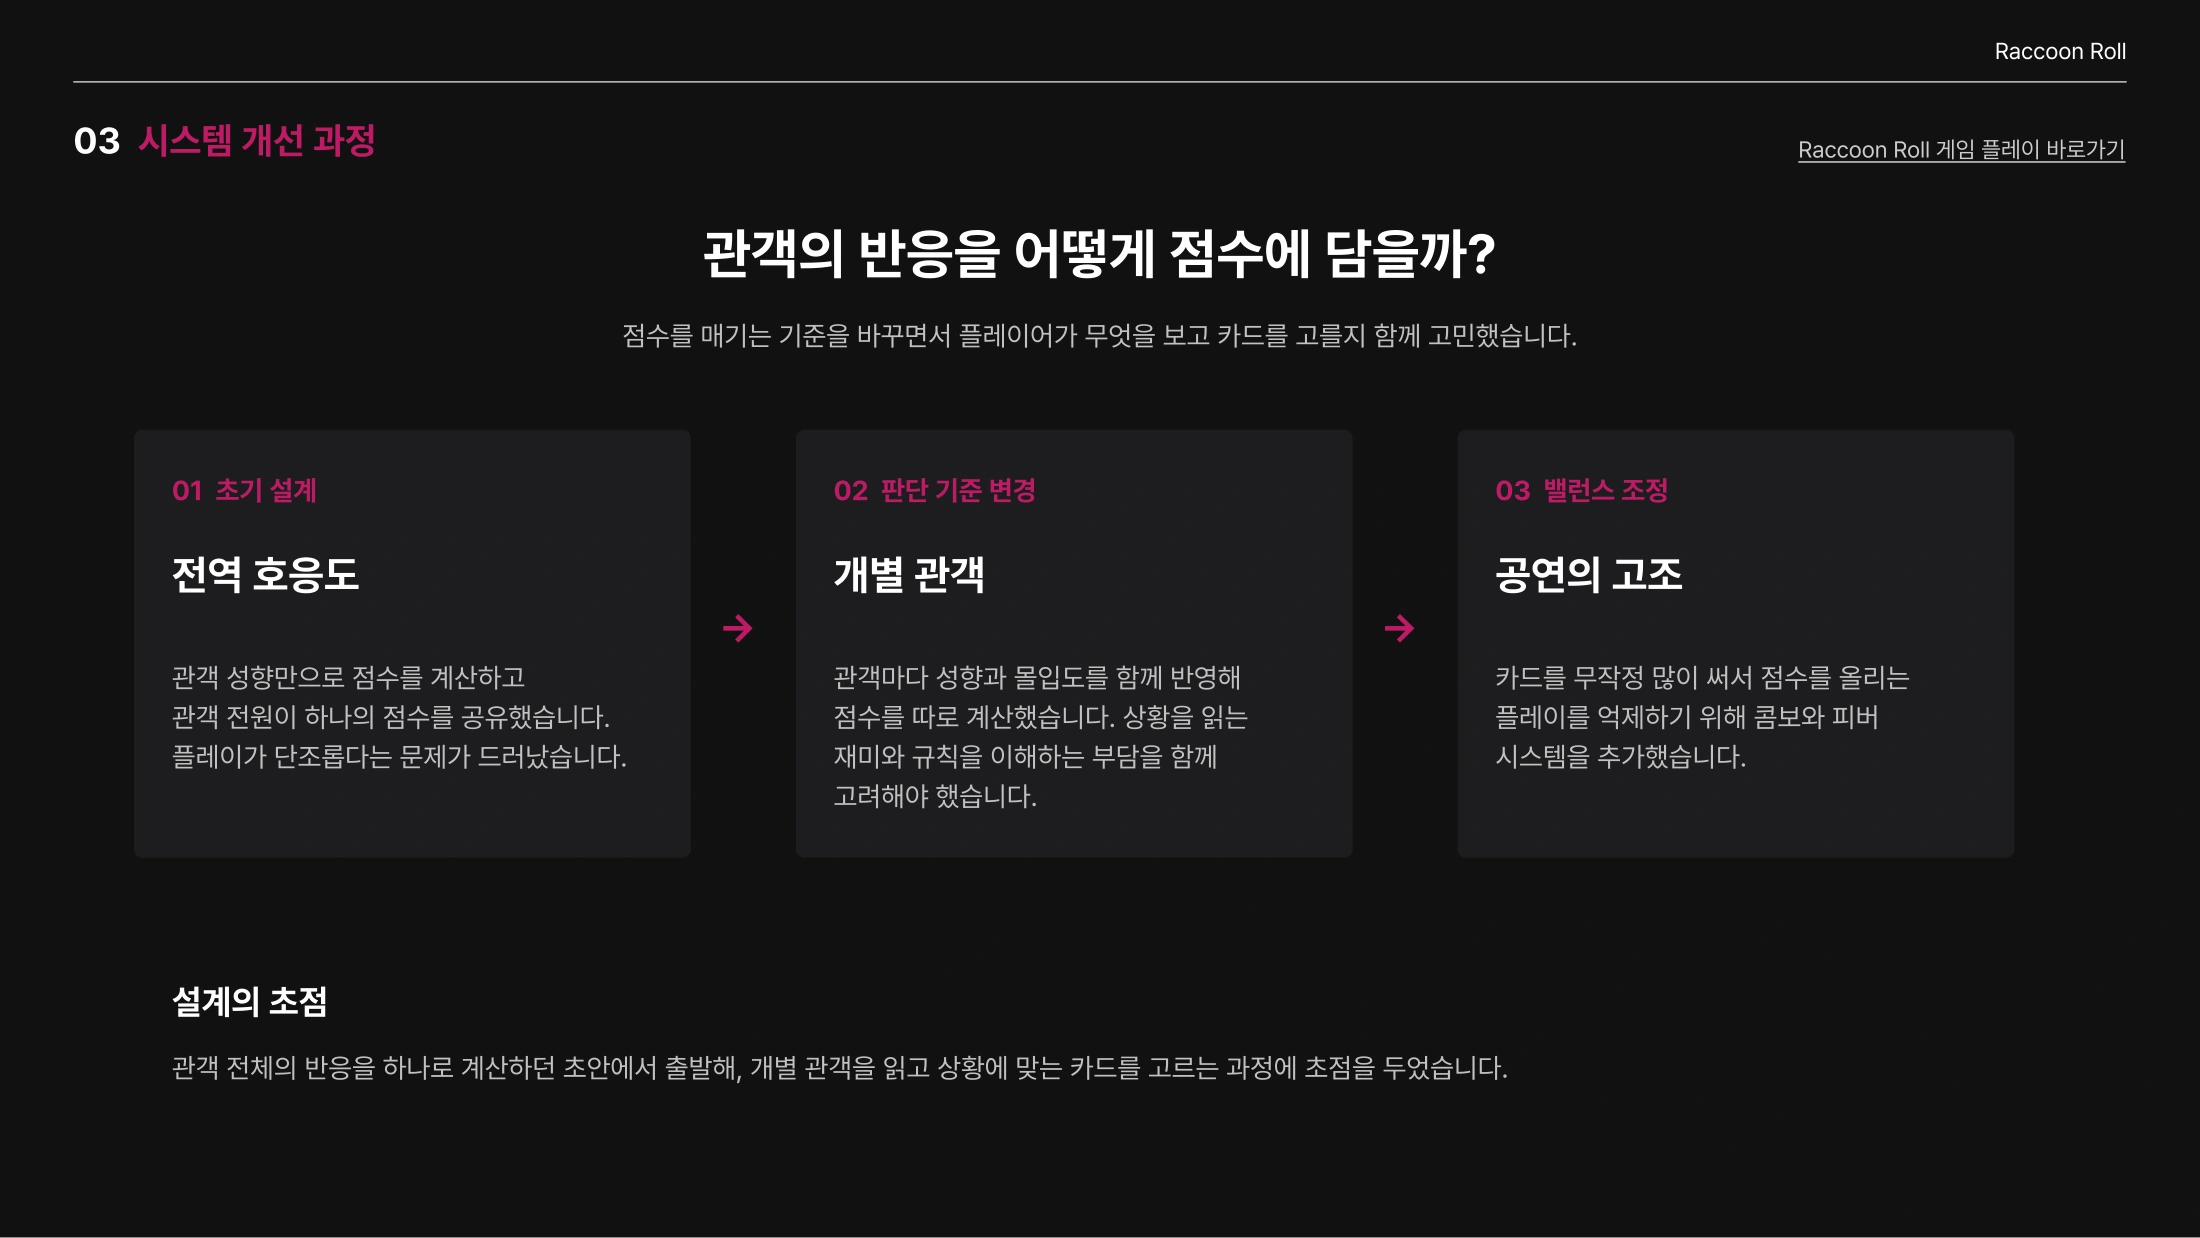 Raccoon Roll
03 시스템 개선 과정
Raccoon Roll 게임 플레이 바로가기
관객의 반응을 어떻게 점수에 담을까?
점수를 매기는 기준을 바꾸면서 플레이어가 무엇을 보고 카드를 고를지 함께 고민했습니다.
01 초기 설계
전역 호응도
관객 성향만으로 점수를 계산하고
관객 전원이 하나의 점수를 공유했습니다.
플레이가 단조롭다는 문제가 드러났습니다.
→
02 판단 기준 변경
개별 관객
관객마다 성향과 몰입도를 함께 반영해
점수를 따로 계산했습니다. 상황을 읽는
재미와 규칙을 이해하는 부담을 함께
고려해야 했습니다.
→
03 밸런스 조정
공연의 고조
카드를 무작정 많이 써서 점수를 올리는
플레이를 억제하기 위해 콤보와 피버
시스템을 추가했습니다.
설계의 초점
관객 전체의 반응을 하나로 계산하던 초안에서 출발해, 개별 관객을 읽고 상황에 맞는 카드를 고르는 과정에 초점을 두었습니다.